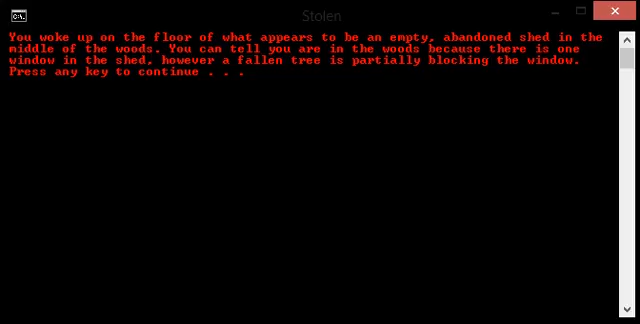 Stolen
You woke up on the floor of what appears to be an empty, abandoned shed in the
middle of the woods. You can tell you are in the woods because there is one
window in the shed, however a fallen tree is partially blocking the window.
Press any key to continue . . .